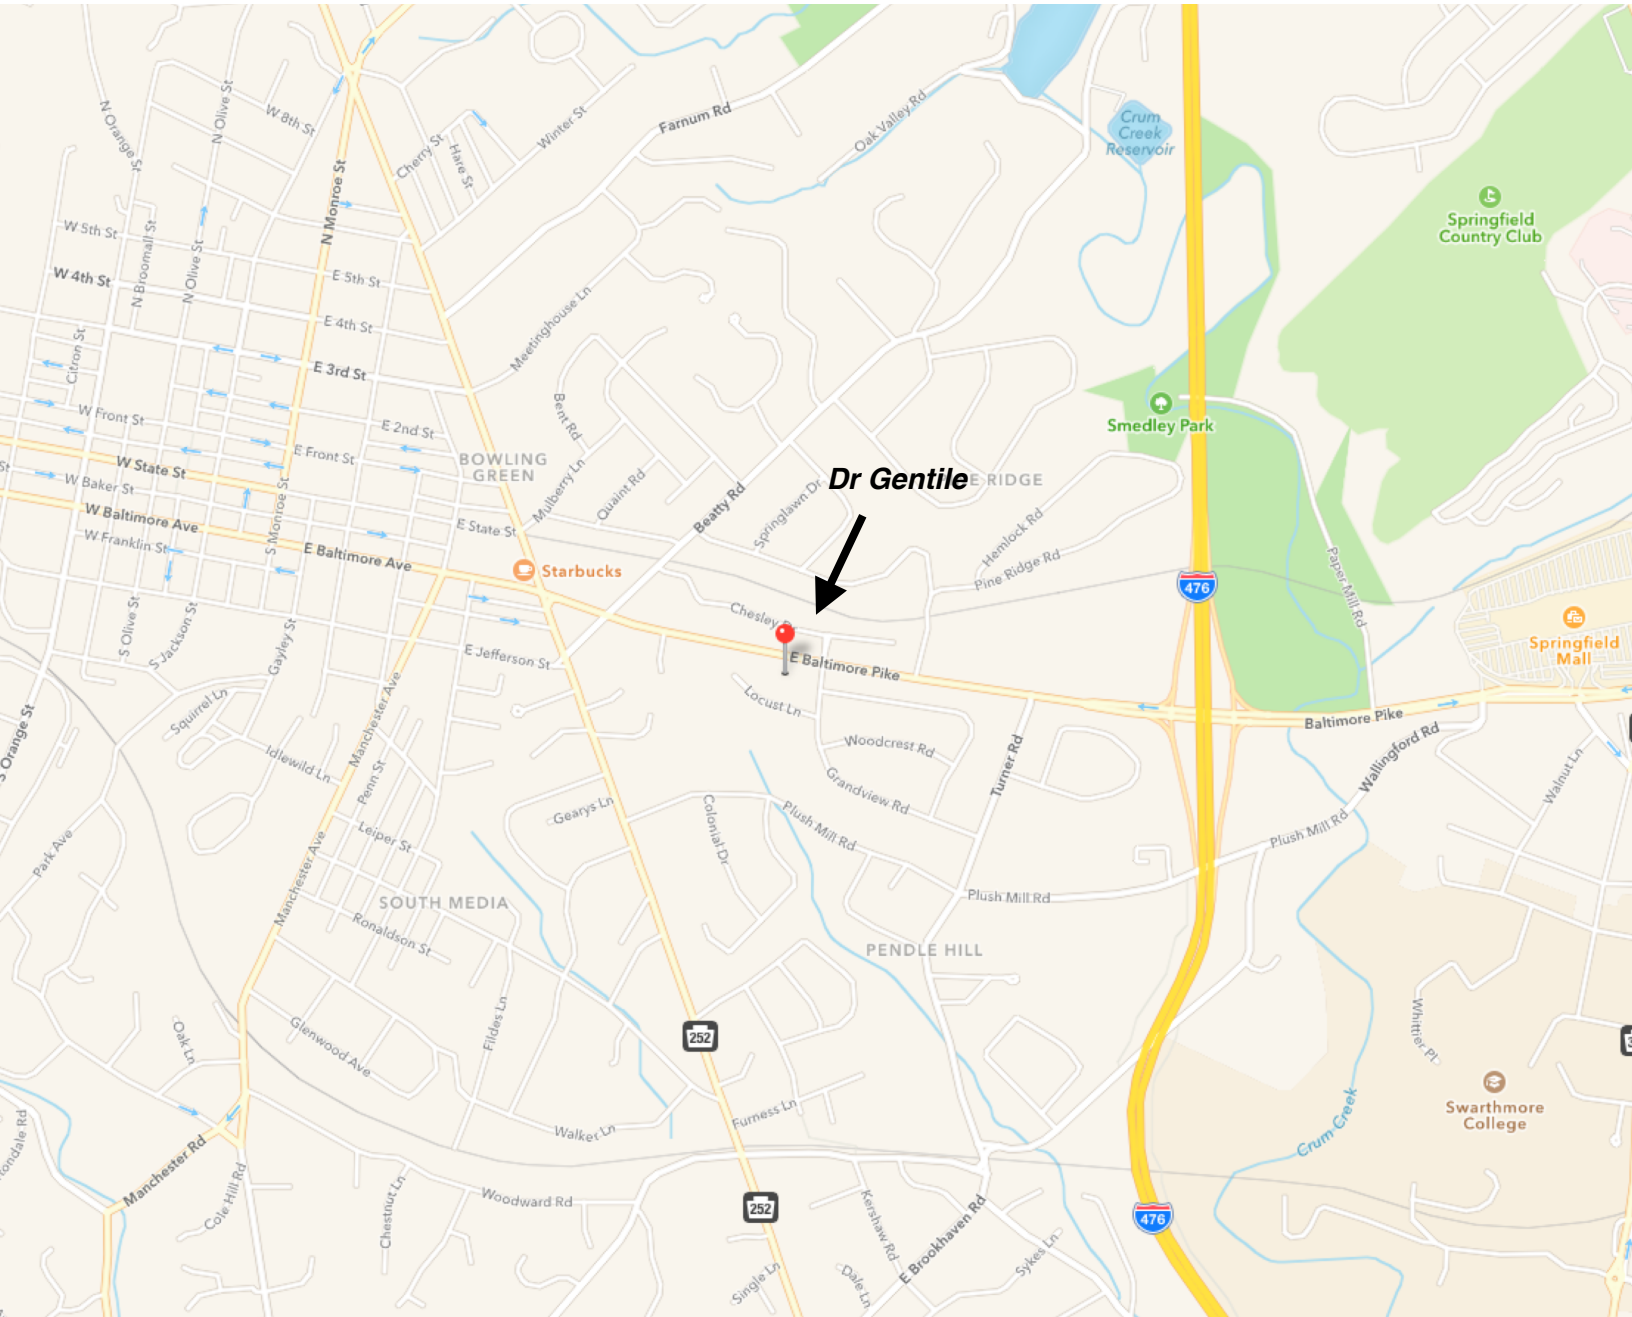 N Orange St
N Olive St
W 8th St
Cherry St
Hare St
Winter St
Farnum Rd
Oak Valley Rd
Crum
Creek
Reservoir
N Monroe St
W 5th St
N Broomall St
N Olive St
W 4th St
E 5th St
E 4th St
E 3rd St
Meetinghouse Ln
Springfield
Country Club
Citron St
W Front St
E 2nd St
Bent Rd
Smedley Park
E Front St
BOWLING
GREEN
W State St
W Baker St
W Baltimore Ave
W Franklin St
S Monroe St
E Baltimore Ave
E State St
Mulberry Ln
Quaint Rd
Beatty Rd
Springlawn Dr
Dr Gentile
E RIDGE
Hemlock Rd
Pine Ridge Rd
Starbucks
476
Paper Mill Rd
Springfield
Mall
Chesley Dr
E Baltimore Pike
S Olive St
S Jackson St
Gayley St
E Jefferson St
Locust Ln
Squirrel Ln
S Orange St
Manchester Ave
Idlewild Ln
Penn St
Woodcrest Rd
Turner Rd
Baltimore Pike
Wallingford Rd
Walnut Ln
Grandview Rd
Gearys Ln
Colonial Dr
Plush Mill Rd
Plush Mill Rd
Park Ave
Leiper St
Manchester Ave
SOUTH MEDIA
Ronaldson St
Plush Mill Rd
PENDLE HILL
Oak Ln
Glenwood Ave
Fildes Ln
252
Whittier Pl
Swarthmore
College
Crum Creek
Furness Ln
Walker Ln
Manchester Rd
Cole Hill Rd
Chestnut Ln
Woodward Rd
252
Kershaw Rd
E Brookhaven Rd
Sykes Ln
476
Single Ln
Dale Ln